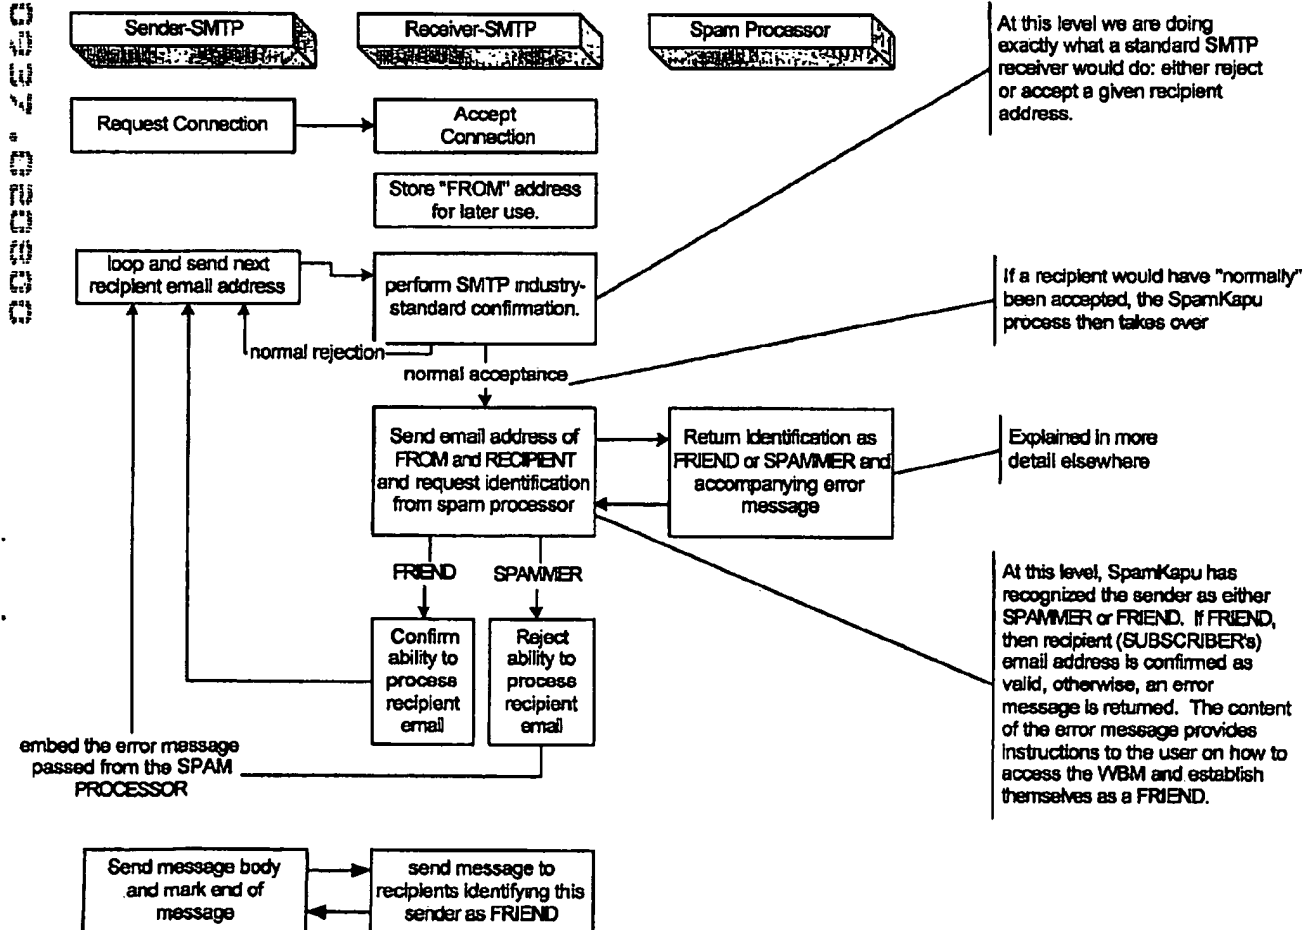 Sender-SMTP
Receiver-SMTP
Spam Processor
At this level we are doing
exactly what a standard SMTP
receiver would do: either reject
or accept a given recipient
address.
Request Connection
Accept
Connection
Store "FROM" address
for later use.
loop and send next
recipient email address
perform SMTP industry-
standard confirmation.
If a recipient would have "normally"
been accepted, the SpamKapu
process then takes over
normal rejection
normal acceptance
Send email address of
FROM and RECIPIENT
and request identification
from spam processor
Return Identification as
FRIEND or SPAMMER and
accompanying error
message
Explained in more
detail elsewhere
FRIEND
SPAMMER
At this level, SpamKapu has
recognized the sender as either
SPAMMER or FRIEND. If FRIEND,
then recipient (SUBSCRIBER's)
email address is confirmed as
valid, otherwise, an error
message is returned. The content
of the error message provides
instructions to the user on how to
access the WBM and establish
themselves as a FRIEND.
Confirm
ability to
process
recipient
email
Reject
ability to
process
recipient
email
embed the error message
passed from the SPAM
PROCESSOR
Send message body
and mark end of
message
send message to
recipients identifying this
sender as FRIEND